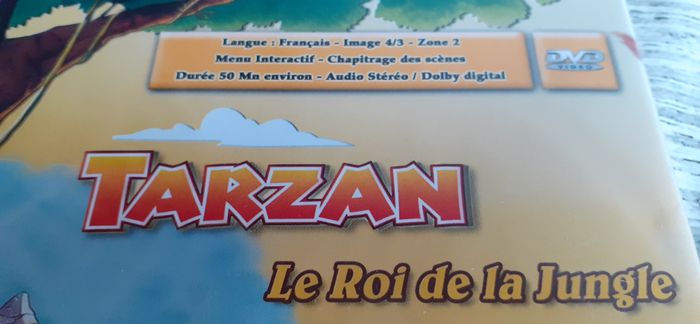 Langue : Français - Image 4/3 - Zone 2
Menu Interactif - Chapitrage des scènes
Durée 50 Mn environ - Audio Stéréo / Dolby digital
DVD
VIDEO
TARZAN
Le Roi de la Jungle